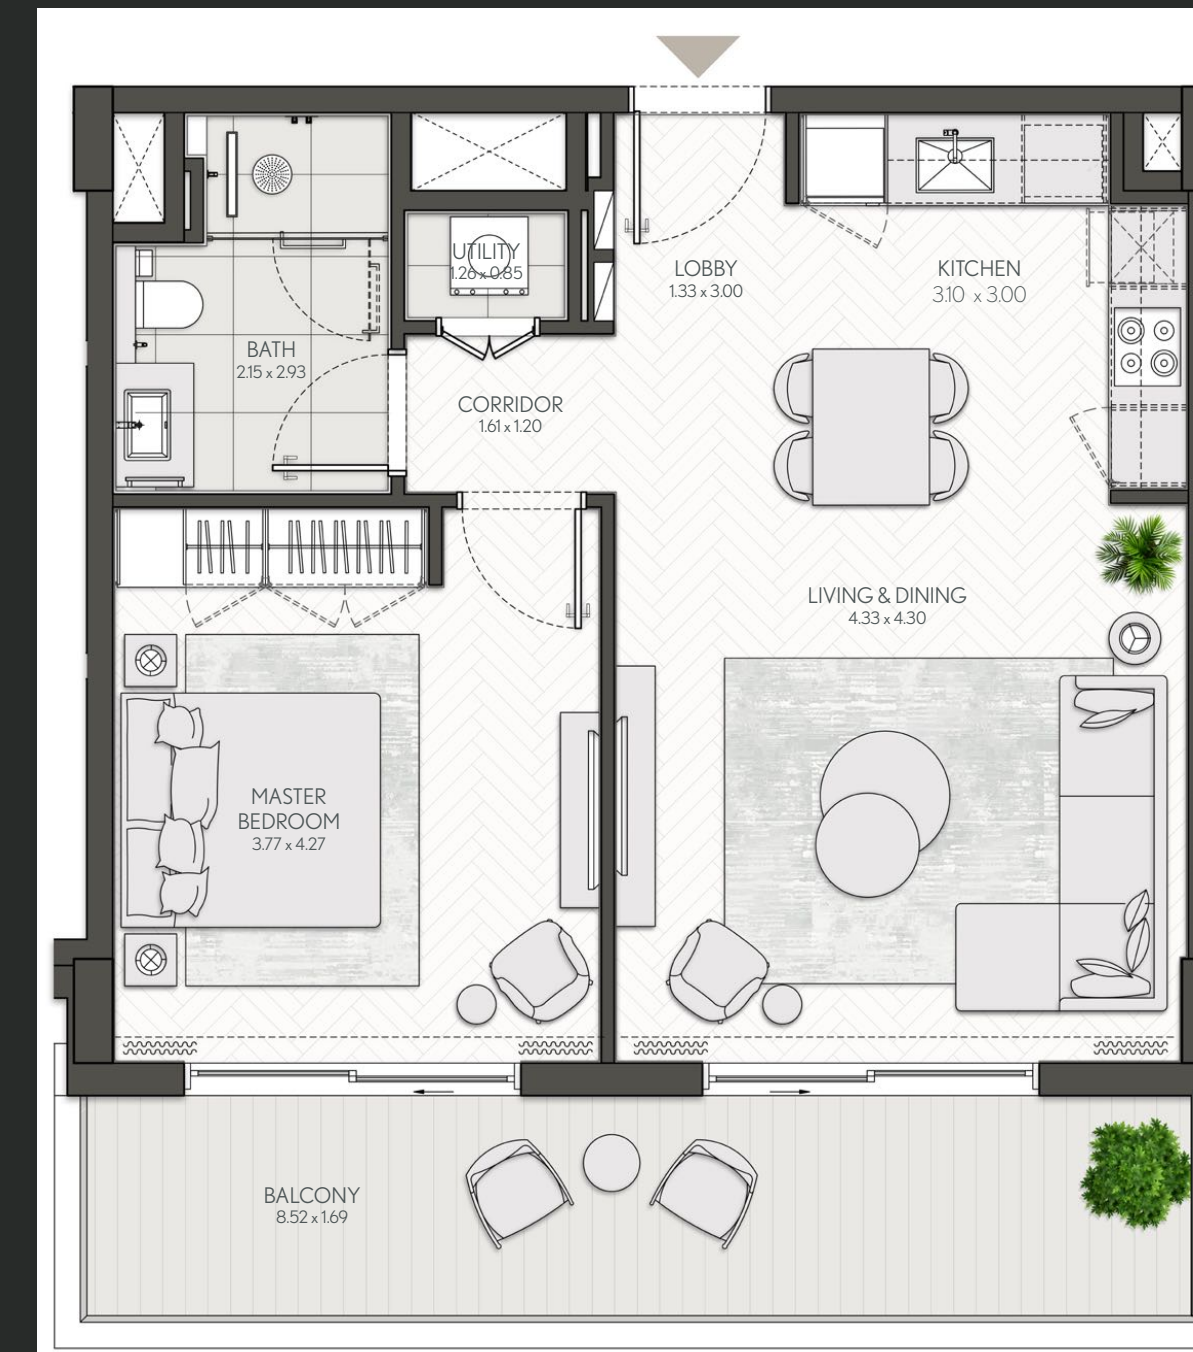 UTILITY
1.26 x 0.85
LOBBY
1.33 x 3.00
KITCHEN
3.10 x 3.00
BATH
2.15 x 2.93
CORRIDOR
1.61 x 1.20
LIVING & DINING
4.33 x 4.30
MASTER
BEDROOM
3.77 x 4.27
BALCONY
8.52 x 1.69